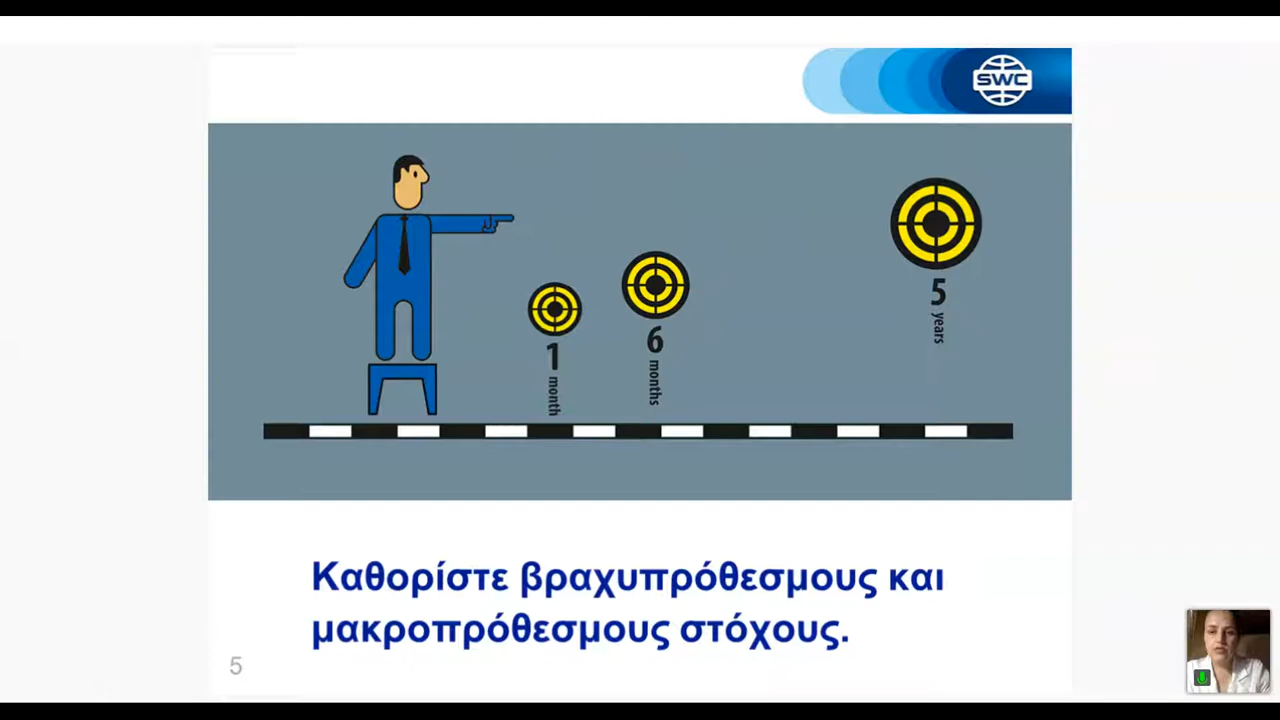 SWC
1
month
6
months
5
years
Καθορίστε βραχυπρόθεσμους και
μακροπρόθεσμους στόχους.
5